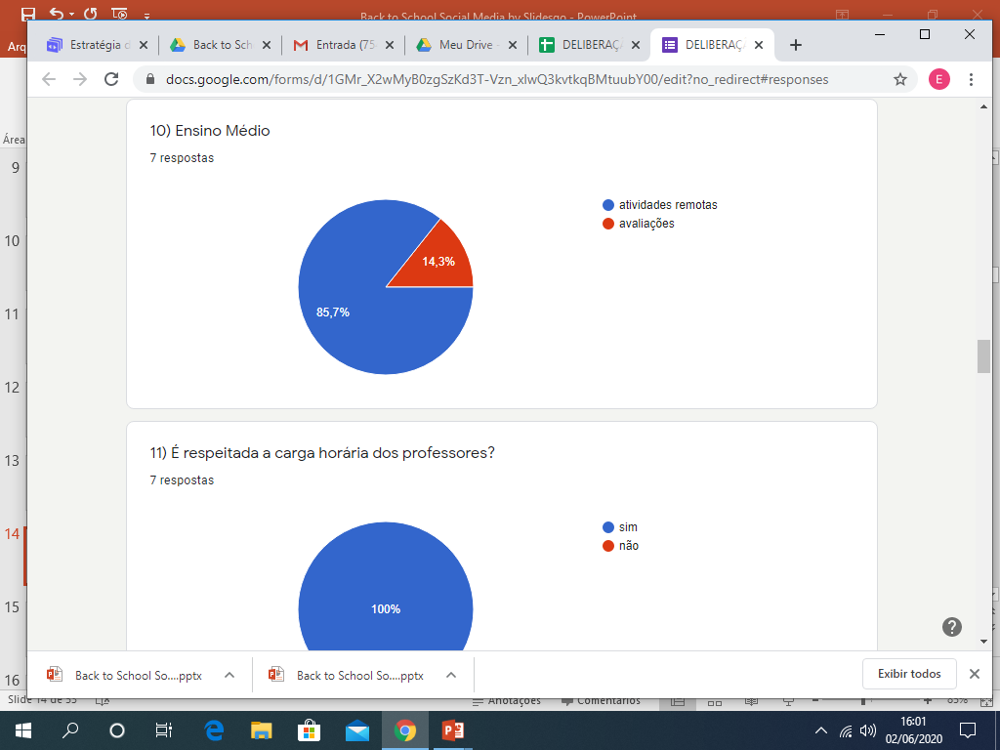 Back to School Social Media by Slidesgo - PowerPoint
Arq
Estratégia d
Back to Sch
Entrada (75
Meu Drive -
DELIBERAÇ
DELIBERAÇ
docs.google.com/forms/d/1GMr_X2wMyB0zgSzKd3T-Vzn_xlwQ3kvtkqBMtuubY00/edit?no_redirect#responses
E
Área
9
10
11
12
13
14
15
16
10) Ensino Médio
7 respostas
atividades remotas
avaliações
14,3%
85,7%
11) É respeitada a carga horária dos professores?
7 respostas
sim
não
100%
Back to School So....pptx
Back to School So....pptx
Exibir todos
Slide 14 de 33
Anotações
Comentários
85%
16:01
02/06/2020